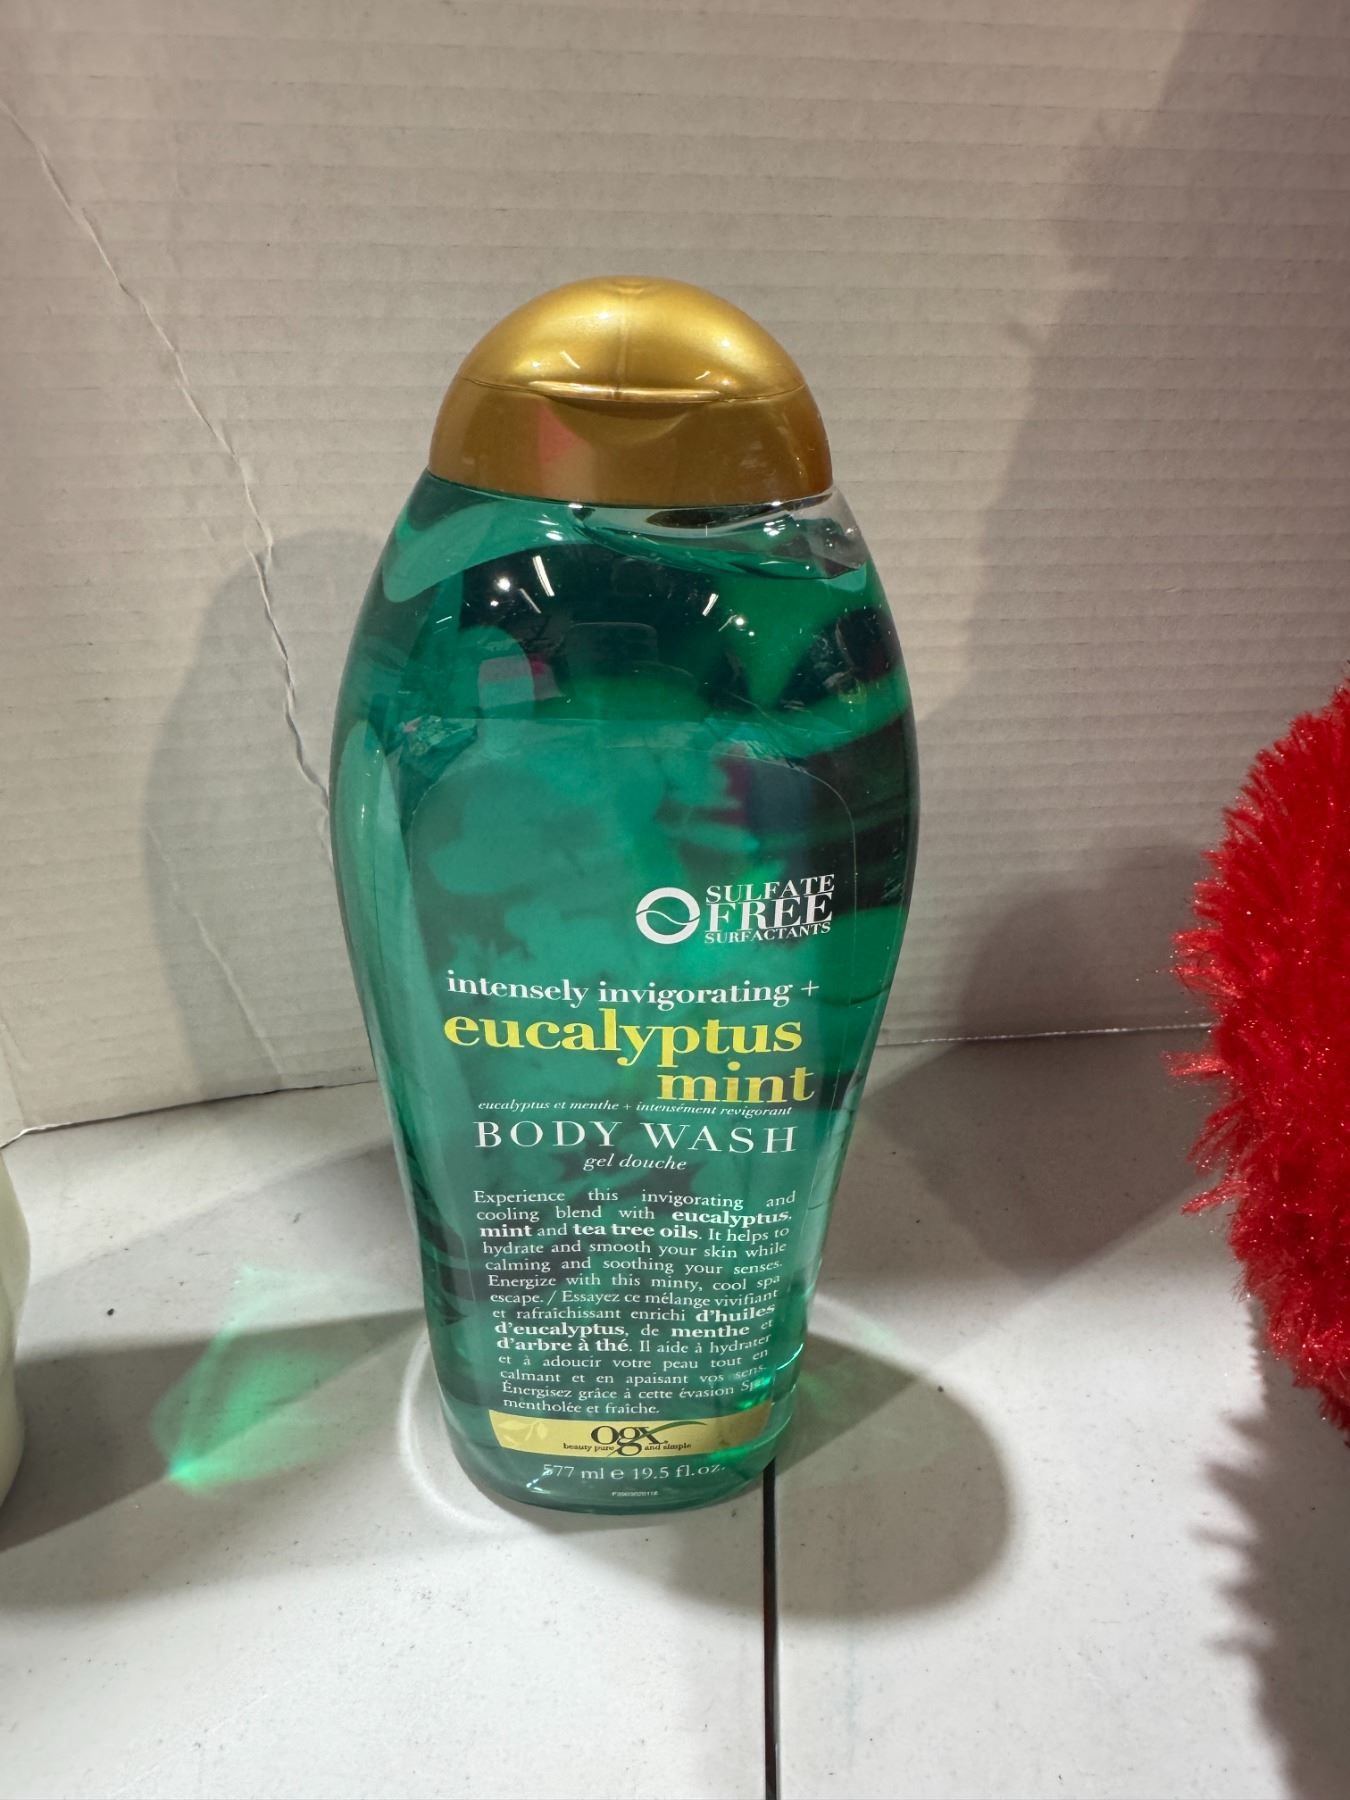 SULFATE
FREE
SURFACTANTS
intensely invigorating +
eucalyptus
mint
eucalyptus et menthe + intensément revigorant
BODY WASH
gel douche
Experience this invigorating and
cooling blend with eucalyptus,
mint and tea tree oils. It helps to
hydrate and smooth your skin while
calming and soothing your senses.
Energize with this minty, cool spa
escape. / Essayez ce mélange vivifiant
et rafraîchissant enrichi d'huiles
d'eucalyptus, de menthe et
d'arbre à thé. Il aide à hydrater
et à adoucir votre peau tout en
calmant et en apaisant vos sens.
Énergisez grâce à cette évasion
mentholée et fraîche.
ogx
beauty pure and simple
577 ml e 19.5 fl.oz.